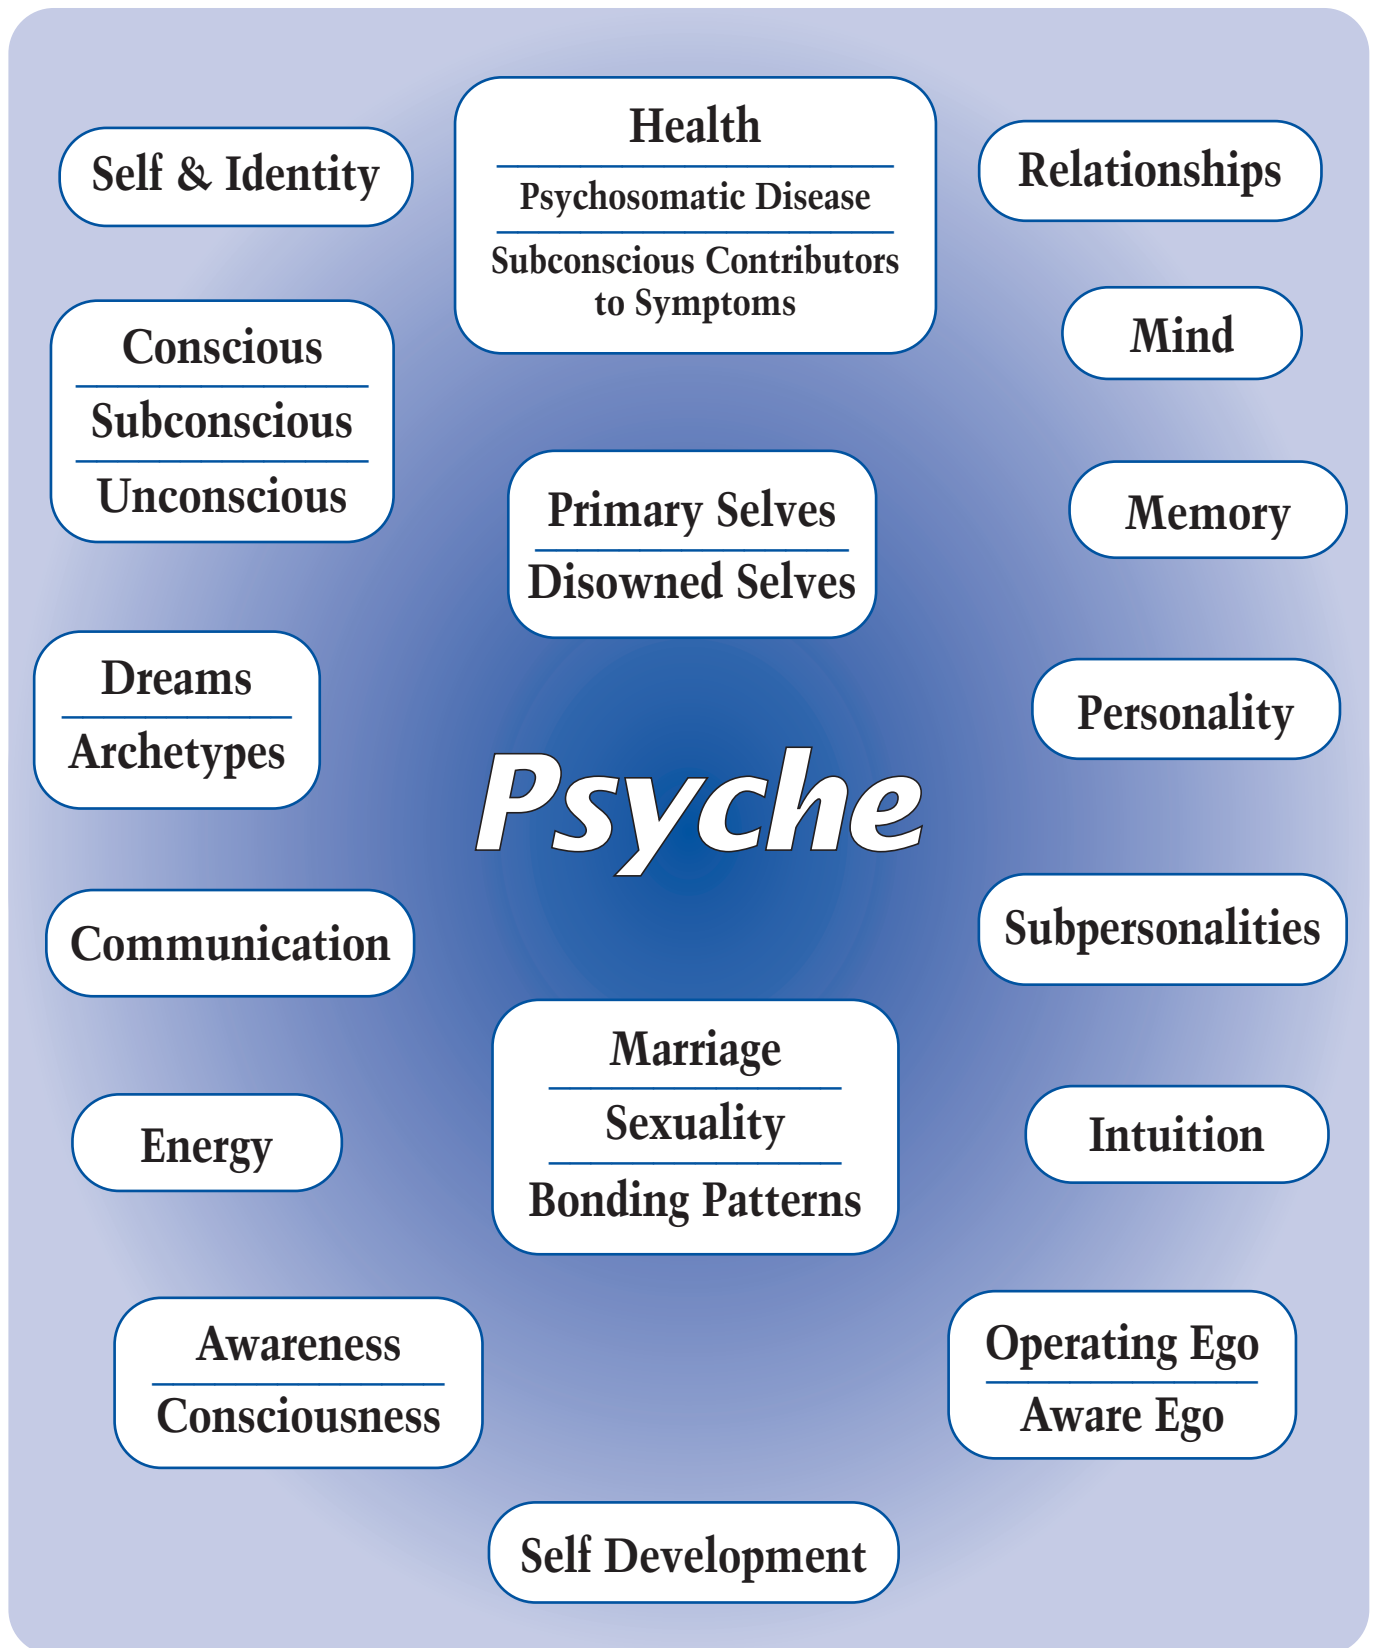 Health
Self & Identity
Relationships
Psychosomatic Disease
Subconscious Contributors
to Symptoms
Conscious
Subconscious
Unconscious
Mind
Primary Selves
Disowned Selves
Memory
Dreams
Archetypes
Personality
Psyche
Communication
Subpersonalities
Marriage
Sexuality
Bonding Patterns
Energy
Intuition
Awareness
Consciousness
Operating Ego
Aware Ego
Self Development